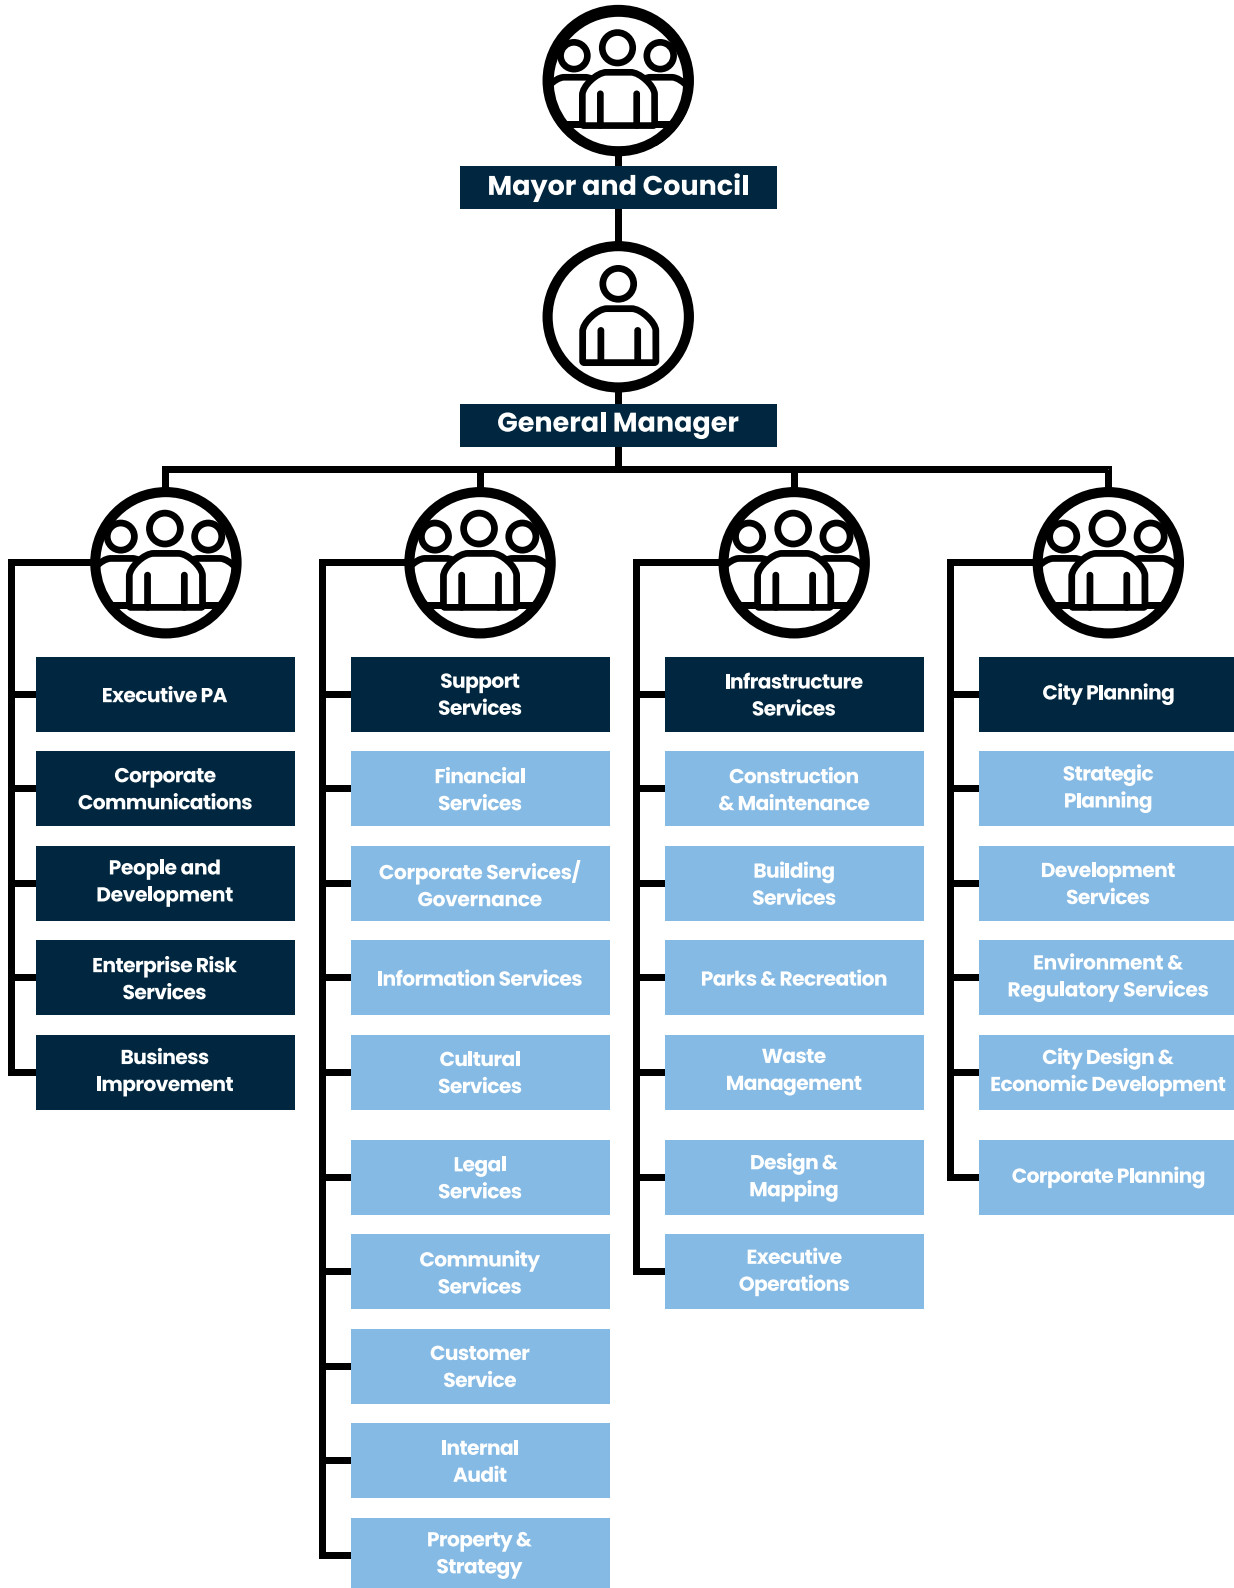 Mayor and Council
General Manager
Executive PA
Corporate
Communications
People and
Development
Enterprise Risk
Services
Business
Improvement
Support
Services
Financial
Services
Corporate Services/
Governance
Information Services
Cultural
Services
Legal
Services
Community
Services
Customer
Service
Internal
Audit
Property &
Strategy
Infrastructure
Services
Construction
& Maintenance
Building
Services
Parks & Recreation
Waste
Management
Design &
Mapping
Executive
Operations
City Planning
Strategic
Planning
Development
Services
Environment &
Regulatory Services
City Design &
Economic Development
Corporate Planning